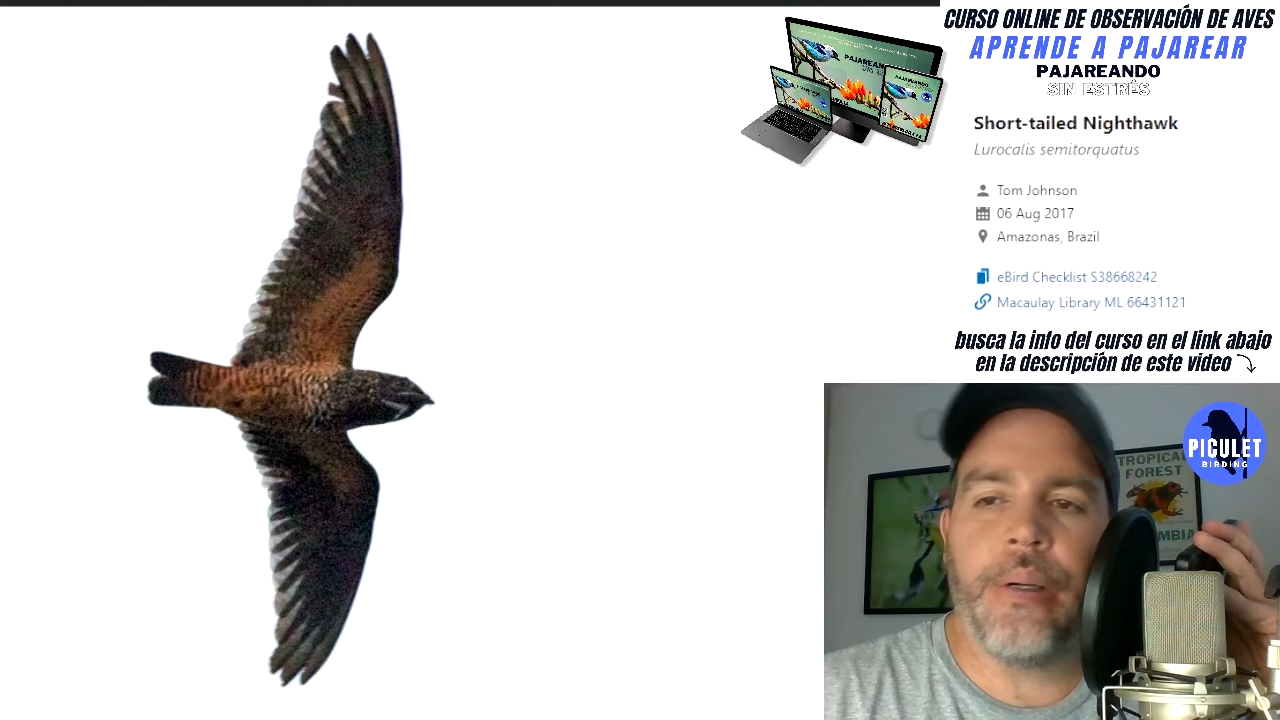 CURSO ONLINE DE OBSERVACIÓN DE AVES
APRENDE A PAJAREAR
PAJAREANDO
SIN ESTRÉS
Short-tailed Nighthawk
Lurocalis semitorquatus
Tom Johnson
06 Aug 2017
Amazonas, Brazil
eBird Checklist S38668242
Macaulay Library ML 66431121
busca la info del curso en el link abajo
en la descripción de este video
PICULET
BIRDING
TROPICAL
FOREST